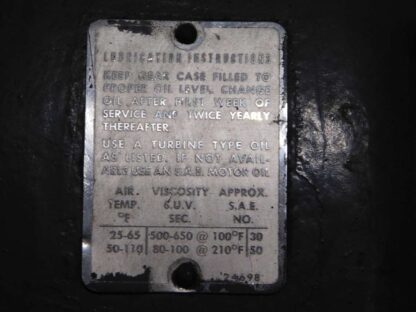 LUBRICATION INSTRUCTIONS
KEEP GEAR CASE FILLED TO
PROPER OIL LEVEL. CHANGE
OIL AFTER FIRST WEEK OF
SERVICE AND TWICE YEARLY
THEREAFTER.
USE A TURBINE TYPE OIL
AS LISTED. IF NOT AVAIL-
ABLE USE AN S.A.E. MOTOR OIL
AIR VISCOSITY APPROX.
TEMP. S.U.V. S.A.E.
°F SEC. NO.
25-65 500-650 @ 100°F 30
50-110 80-100 @ 210°F 50
24698